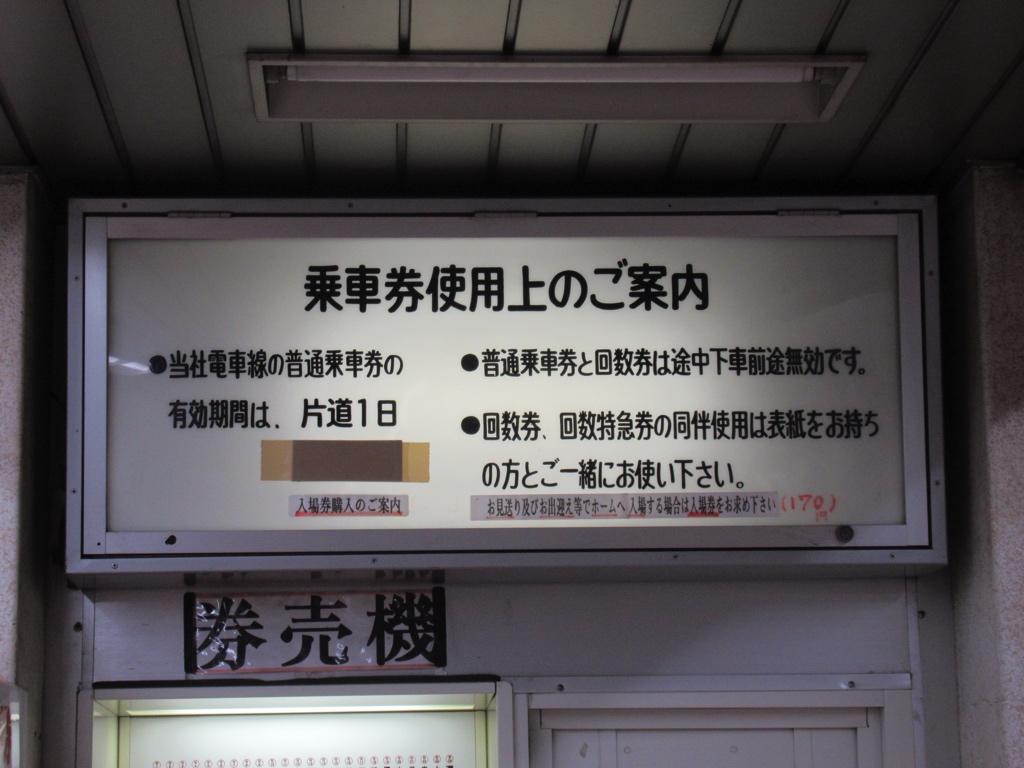 乗車券使用上のご案内
●当社電車線の普通乗車券の
有効期間は、片道1日
●普通乗車券と回数券は途中下車前途無効です。
●回数券、回数特急券の同伴使用は表紙をお持ち
の方とご一緒にお使い下さい。
入場券購入のご案内
お見送り及びお出迎え等でホームへ入場する場合は入場券をお求め下さい(170円)
券売機